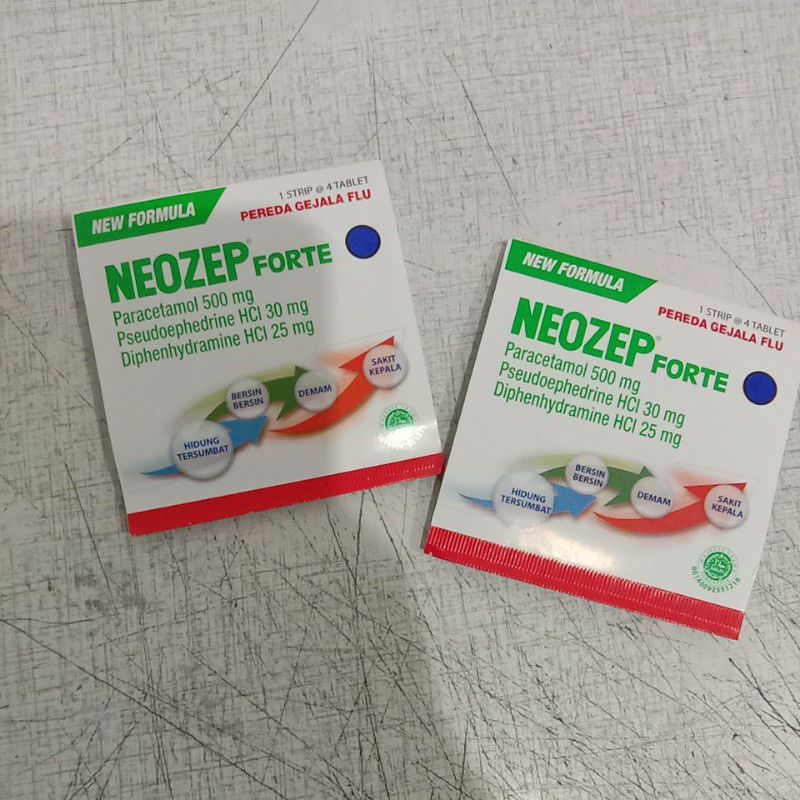 NEW FORMULA
1 STRIP @ 4 TABLET
PEREDA GEJALA FLU
NEOZEP® FORTE
Paracetamol 500 mg
Pseudoephedrine HCl 30 mg
Diphenhydramine HCl 25 mg
HIDUNG TERSUMBAT
BERSIN BERSIN
DEMAM
SAKIT KEPALA
NEW FORMULA
1 STRIP @ 4 TABLET
PEREDA GEJALA FLU
NEOZEP® FORTE
Paracetamol 500 mg
Pseudoephedrine HCl 30 mg
Diphenhydramine HCl 25 mg
HIDUNG TERSUMBAT
BERSIN BERSIN
DEMAM
SAKIT KEPALA
HALAL
00140092551218